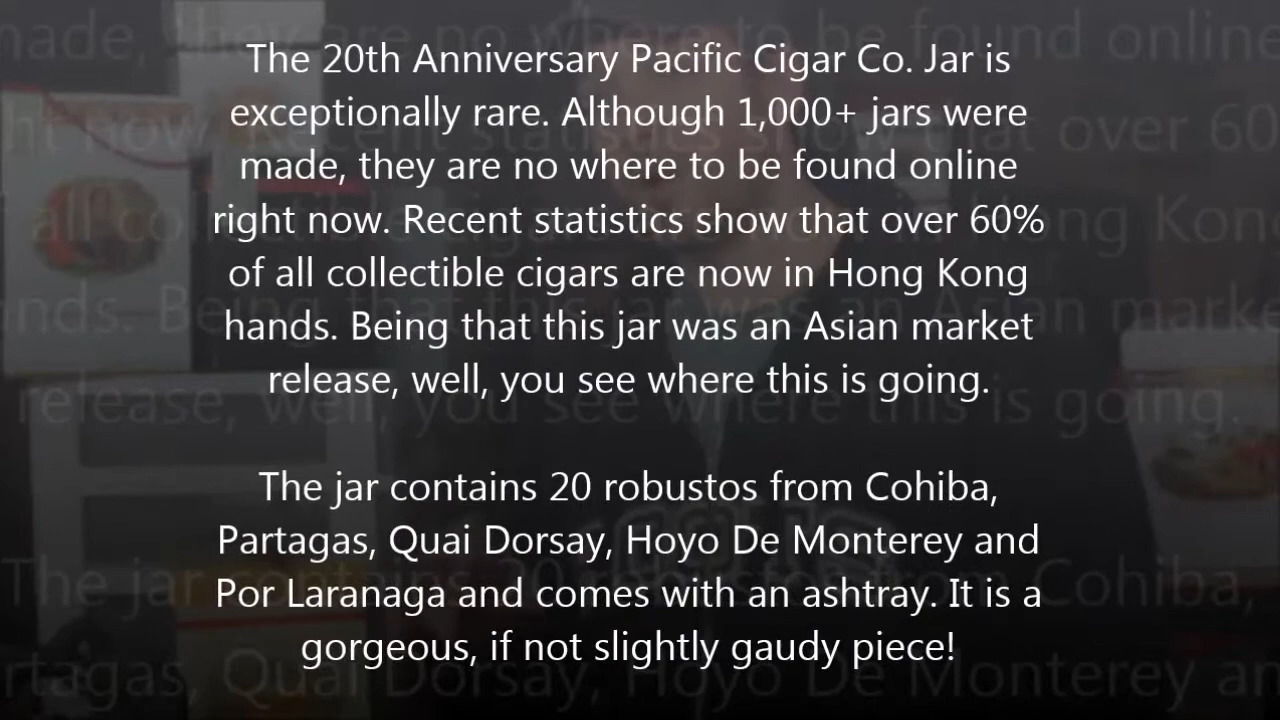 The 20th Anniversary Pacific Cigar Co. Jar is
exceptionally rare. Although 1,000+ jars were
made, they are no where to be found online
right now. Recent statistics show that over 60%
of all collectible cigars are now in Hong Kong
hands. Being that this jar was an Asian market
release, well, you see where this is going.
The jar contains 20 robustos from Cohiba,
Partagas, Quai Dorsay, Hoyo De Monterey and
Por Laranaga and comes with an ashtray. It is a
gorgeous, if not slightly gaudy piece!